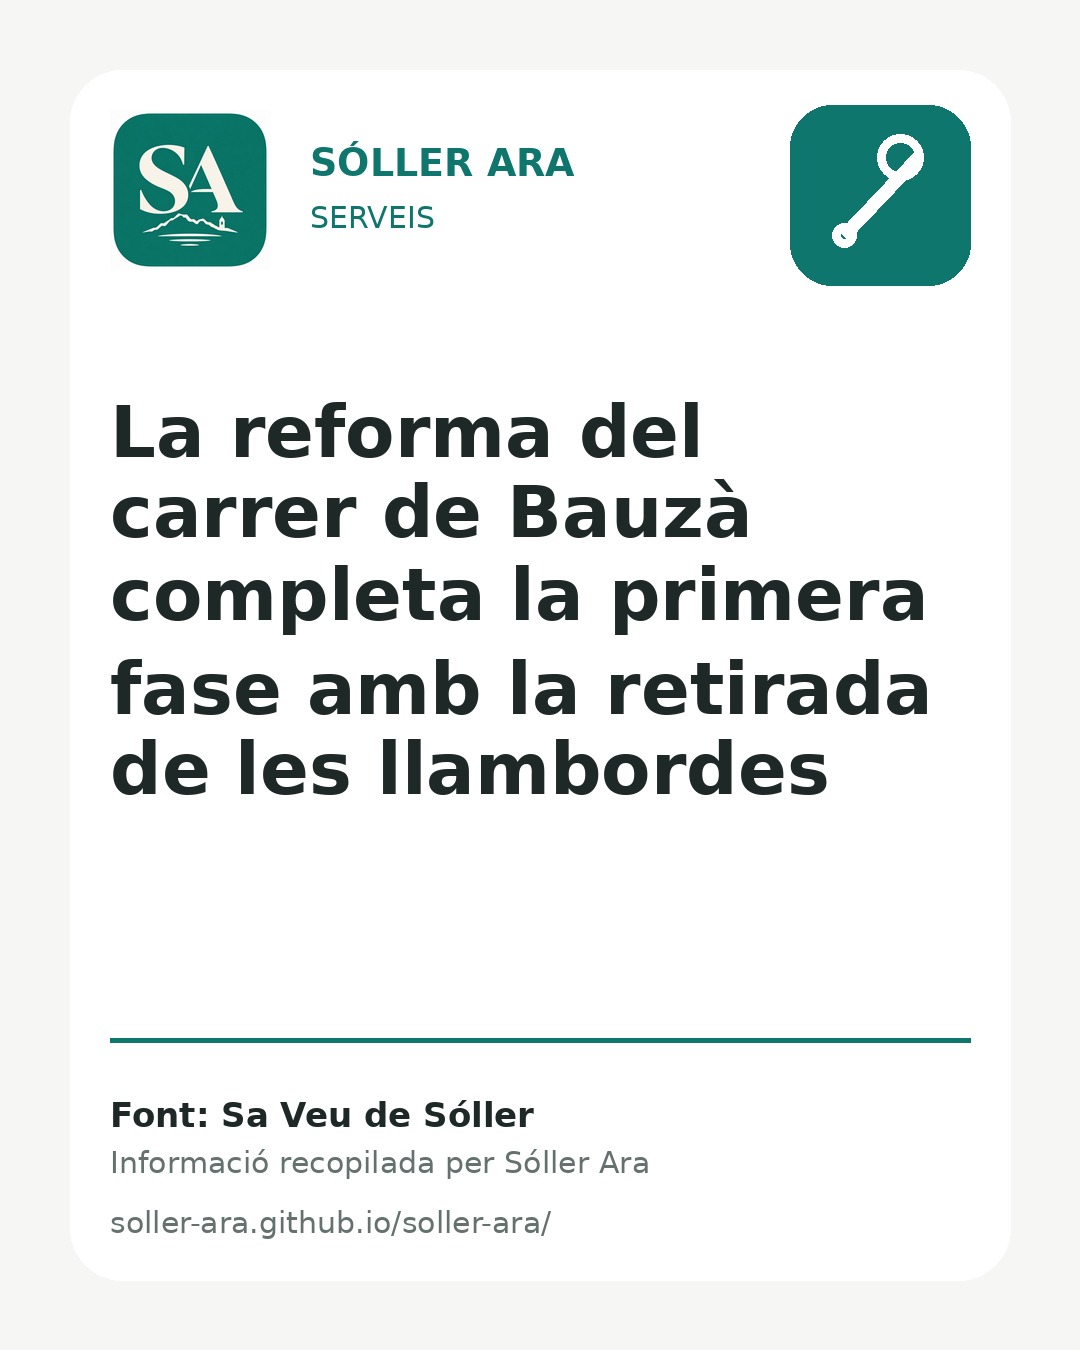 SA
SÓLLER ARA
SERVEIS
La reforma del
carrer de Bauzà
completa la primera
fase amb la retirada
de les llambordes
Font: Sa Veu de Sóller
Informació recopilada per Sóller Ara
soller-ara.github.io/soller-ara/